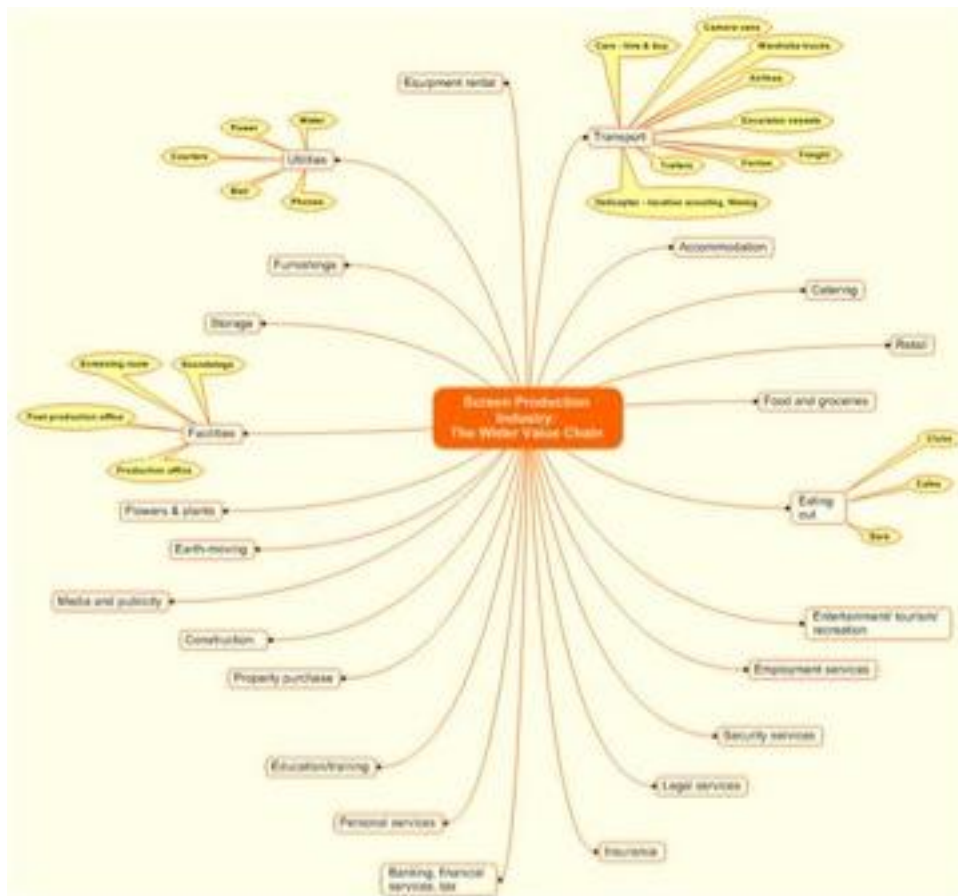 Screen Production
Industry:
The Wider Value Chain
Equipment rental
Transport
Cars - hire & buy
Camera vans
Wardrobe trucks
Airlines
Excursion vessels
Freight
Ferries
Trailers
Helicopter - location scouting, filming
Accommodation
Catering
Retail
Food and groceries
Eating
out
Clubs
Cafes
Bars
Entertainment/ tourism/
recreation
Employment services
Security services
Legal services
Insurance
Banking, financial
services, tax
Personal services
Education/training
Property purchase
Construction
Media and publicity
Earth-moving
Flowers & plants
Facilities
Screening room
Soundstage
Post production office
Production office
Storage
Furnishings
Utilities
Power
Water
Couriers
Mail
Phones